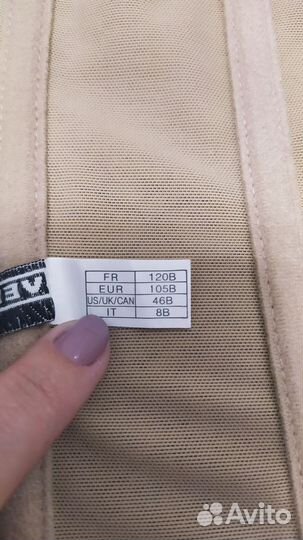 FR 120B
EUR 105B
US/UK/CAN 46B
IT 8B
Avito